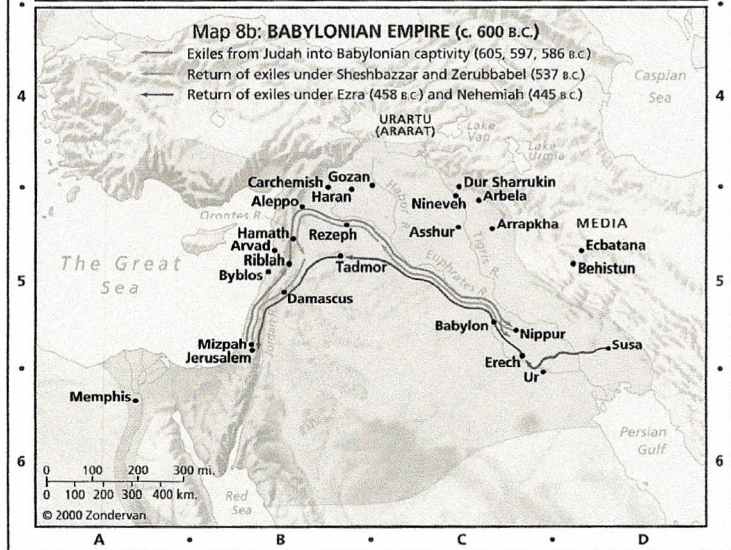 Map 8b: BABYLONIAN EMPIRE (c. 600 B.C.)
Exiles from Judah into Babylonian captivity (605, 597, 586 B.C.)
Return of exiles under Sheshbazzar and Zerubbabel (537 B.C.)
Return of exiles under Ezra (458 B.C.) and Nehemiah (445 B.C.)
Caspian
Sea
4
4
URARTU
(ARARAT)
Lake
Van
Lake
Urmia
Carchemish
Gozan
Haran
Aleppo
Habor R.
Dur Sharrukin
Nineveh
Arbela
Orontes R.
Hamath
Rezeph
Asshur
Arrapkha
MEDIA
Arvad
Ecbatana
Riblah
Tigris R.
Byblos
Tadmor
Behistun
The Great
Sea
Euphrates R.
5
5
Damascus
Babylon
Nippur
Mizpah
Jordan R.
Jerusalem
Erech
Susa
Ur
Memphis
Persian
Gulf
6
6
0 100 200 300 mi.
0 100 200 300 400 km.
Red
Sea
© 2000 Zondervan
A B C D